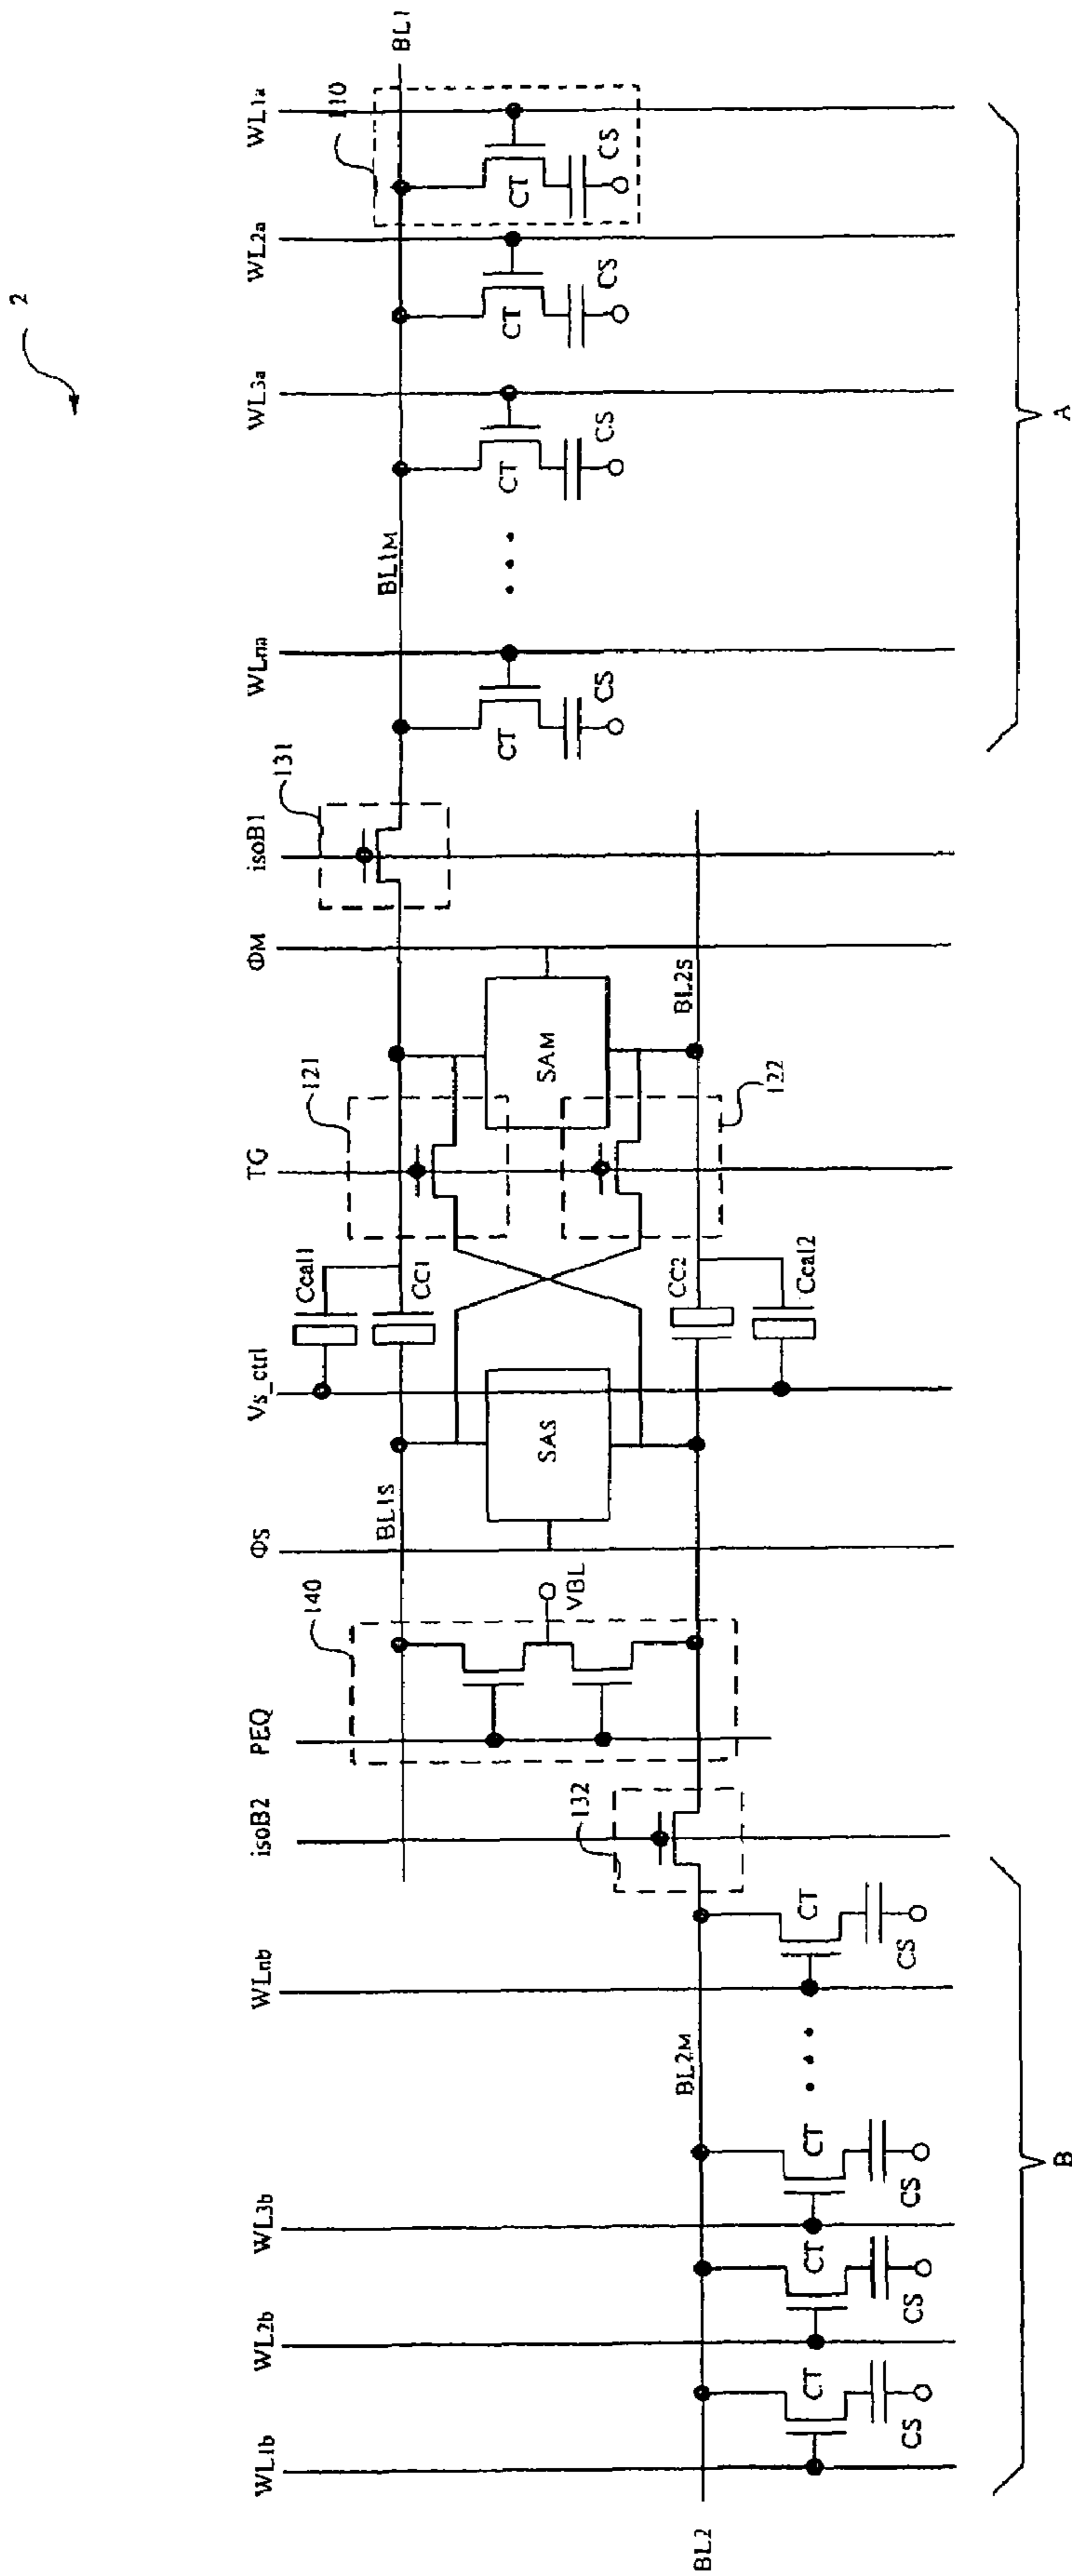 2
WL1b
WL2b
WL3b
WLnb
isoB2
PEQ
ΦS
Vs_ctrl
TG
ΦM
isoB1
WLna
WL3a
WL2a
WL1a
140
121
131
110
Ccal1
CC1
BL1S
BL1M
BL1
VBL
SAS
SAM
CT
CS
CT
CS
CT
CS
CT
CS
132
122
CC2
Ccal2
BL2S
BL2
BL2M
CT
CS
CT
CS
CT
CS
CT
CS
B
A